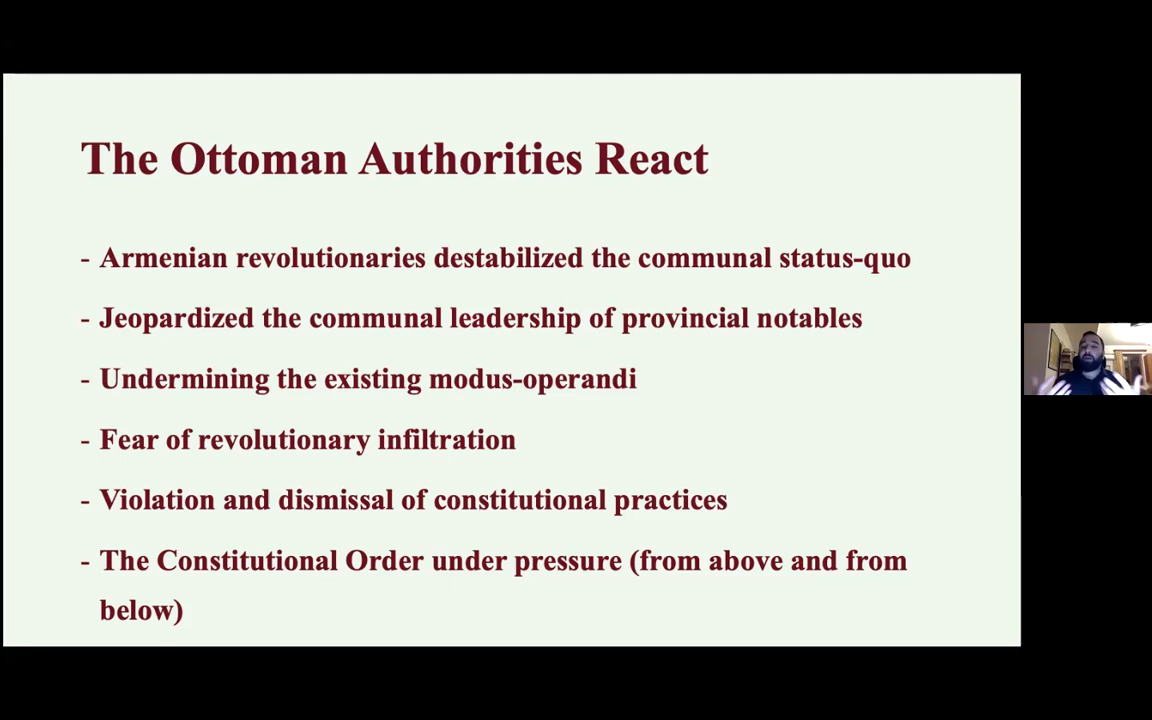 The Ottoman Authorities React
- Armenian revolutionaries destabilized the communal status-quo
- Jeopardized the communal leadership of provincial notables
- Undermining the existing modus-operandi
- Fear of revolutionary infiltration
- Violation and dismissal of constitutional practices
- The Constitutional Order under pressure (from above and from
below)